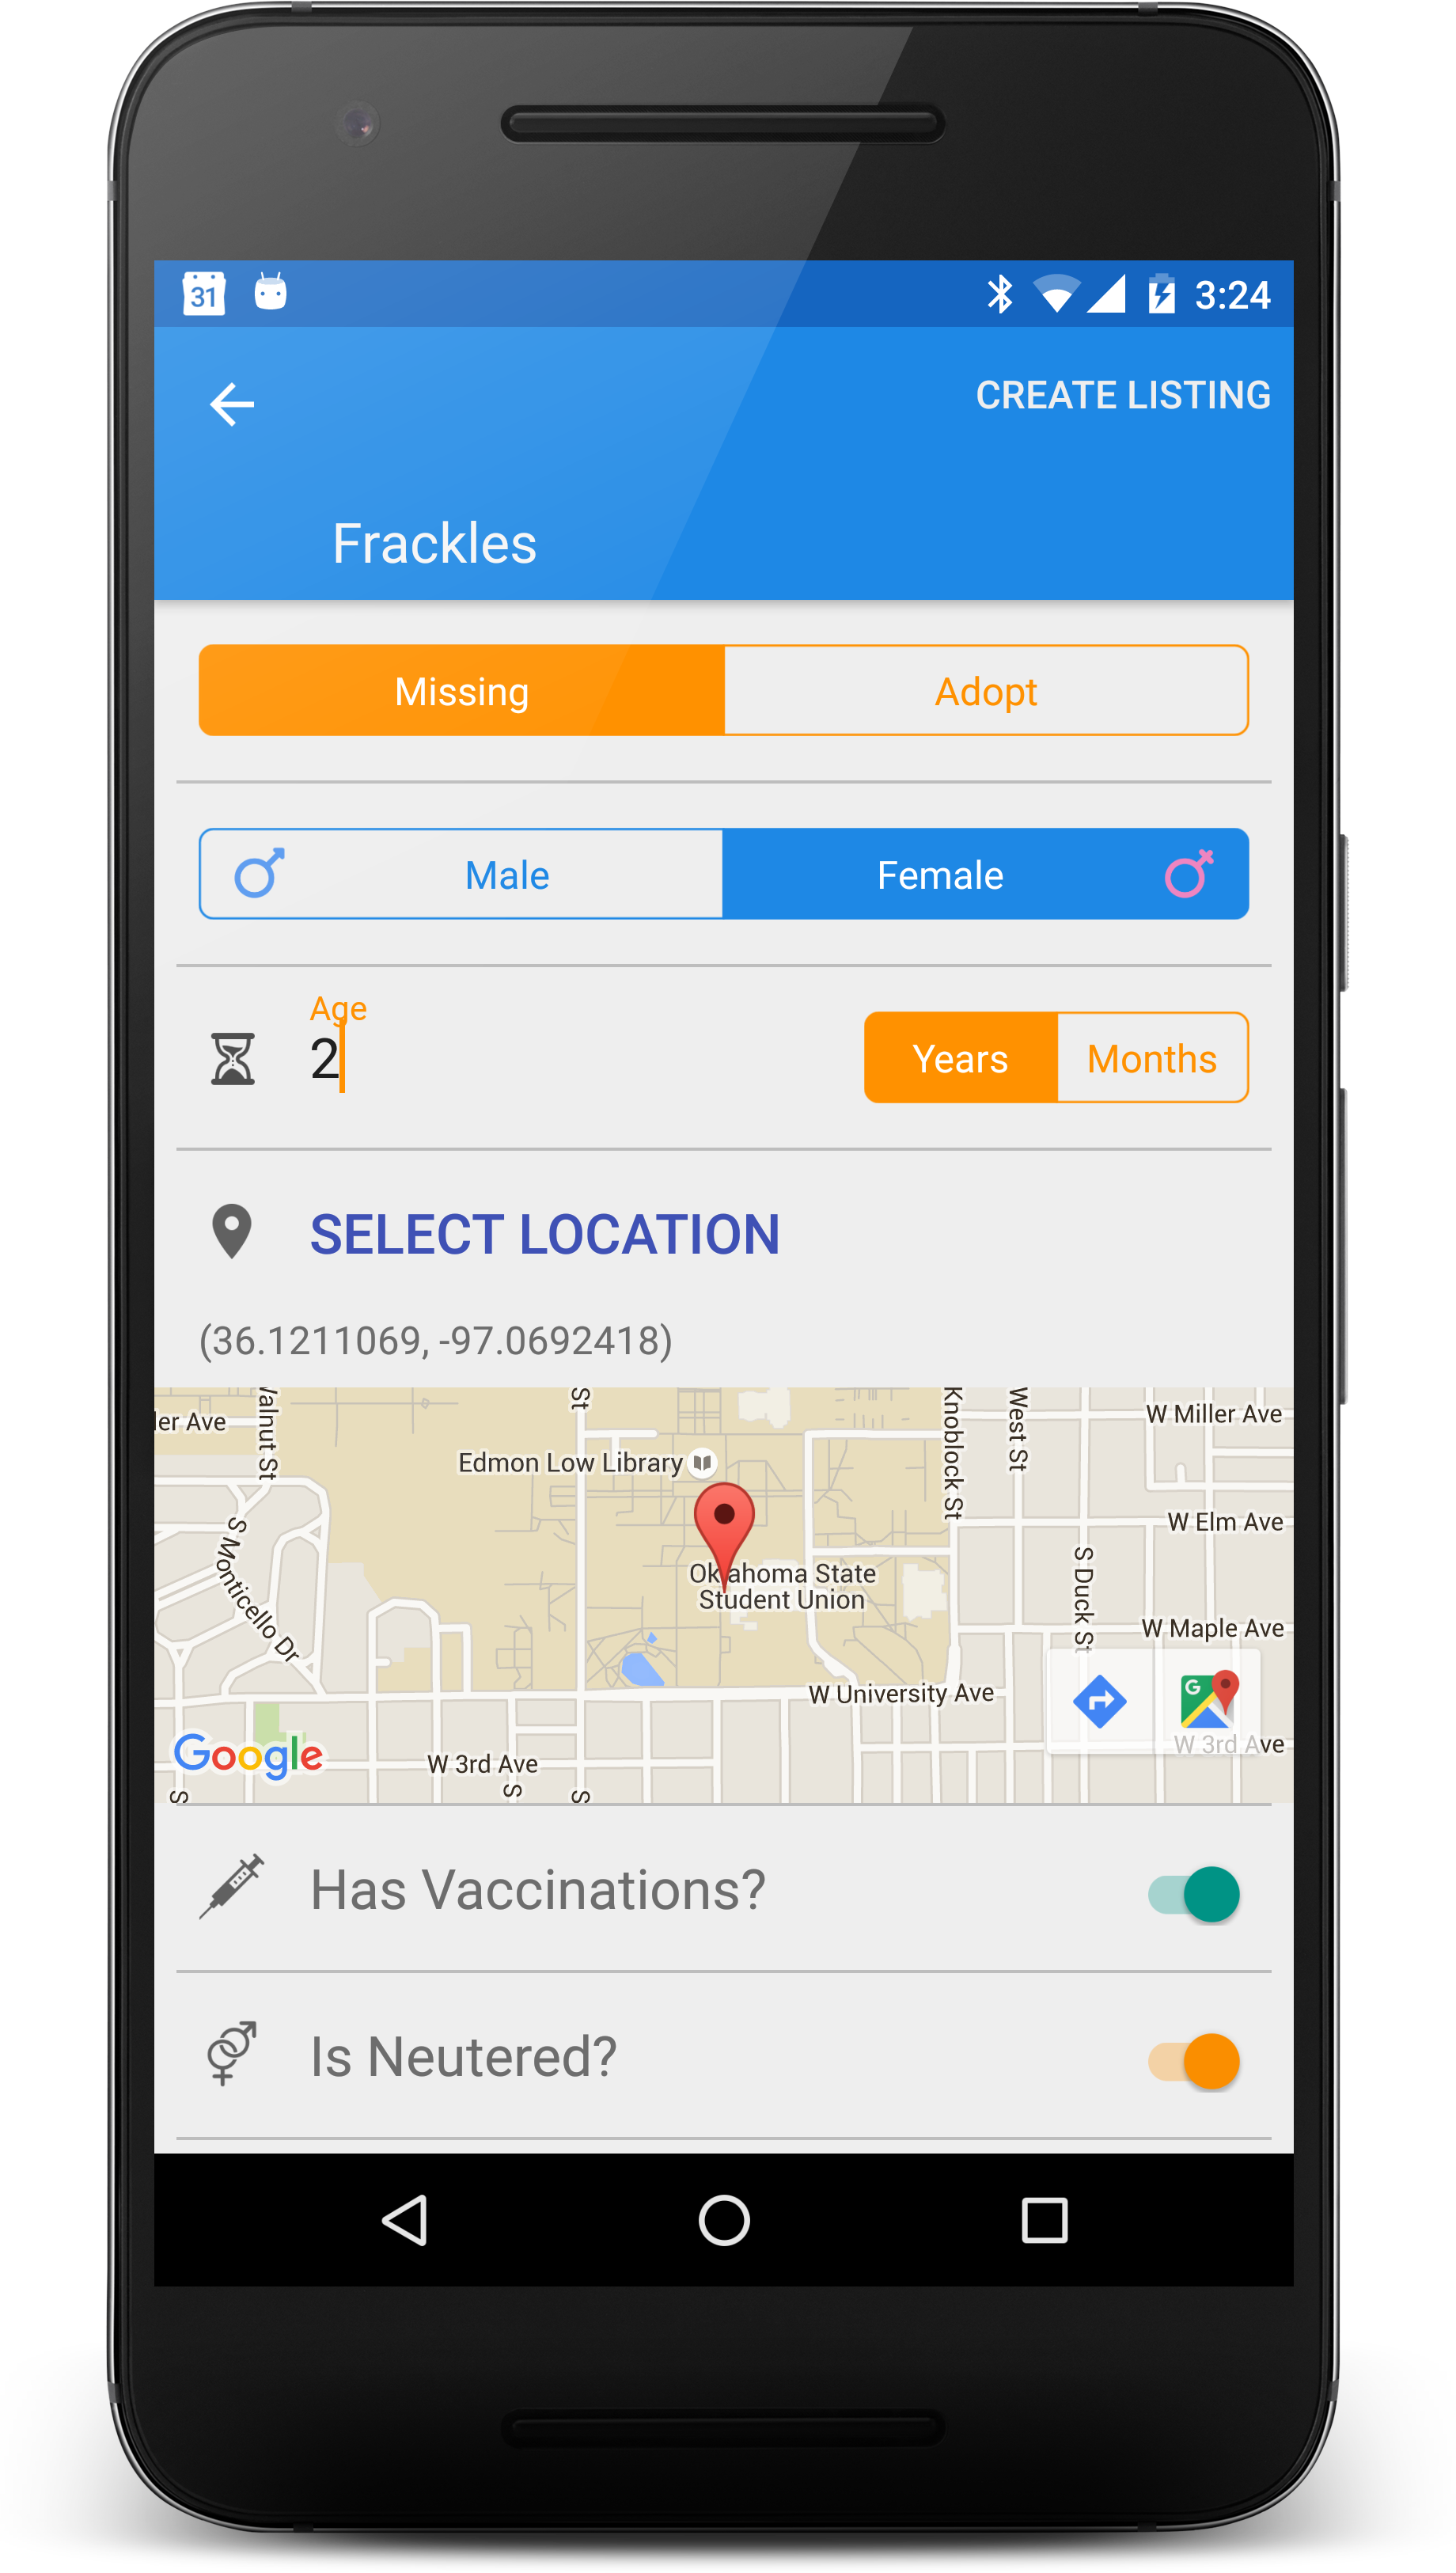 31
3:24
CREATE LISTING
Frackles
Missing
Adopt
Male
Female
Age
2
Years
Months
SELECT LOCATION
(36.1211069, -97.0692418)
ler Ave
alnut St
St
Knoblock St
West St
W Miller Ave
Edmon Low Library
W Elm Ave
S Monticello Dr
Oklahoma State
Student Union
S Duck St
W Maple Ave
W University Ave
G
W 3rd Ave
Google
W 3rd Ave
S
S
S
Has Vaccinations?
Is Neutered?